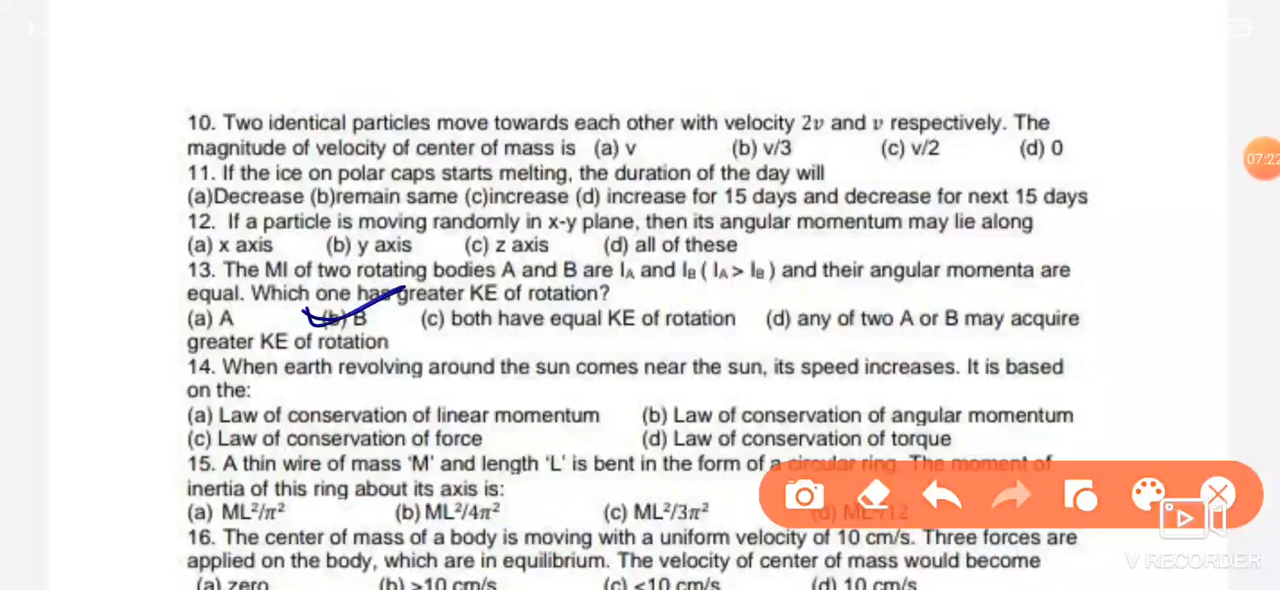 10. Two identical particles move towards each other with velocity 2v and v respectively. The
magnitude of velocity of center of mass is (a) v (b) v/3 (c) v/2 (d) 0
11. If the ice on polar caps starts melting, the duration of the day will
(a)Decrease (b)remain same (c)increase (d) increase for 15 days and decrease for next 15 days
12. If a particle is moving randomly in x-y plane, then its angular momentum may lie along
(a) x axis (b) y axis (c) z axis (d) all of these
13. The MI of two rotating bodies A and B are I_A and I_B ( I_A > I_B ) and their angular momenta are
equal. Which one has greater KE of rotation?
(a) A (b) B (c) both have equal KE of rotation (d) any of two A or B may acquire
greater KE of rotation
14. When earth revolving around the sun comes near the sun, its speed increases. It is based
on the:
(a) Law of conservation of linear momentum (b) Law of conservation of angular momentum
(c) Law of conservation of force (d) Law of conservation of torque
15. A thin wire of mass 'M' and length 'L' is bent in the form of a circular ring. The moment of
inertia of this ring about its axis is:
(a) ML²/π² (b) ML²/4π² (c) ML²/3π² (d)
16. The center of mass of a body is moving with a uniform velocity of 10 cm/s. Three forces are
applied on the body, which are in equilibrium. The velocity of center of mass would become
(a) zero (b) >10 cm/s (c) <10 cm/s (d) 10 cm/s
07:22
V RECORDER